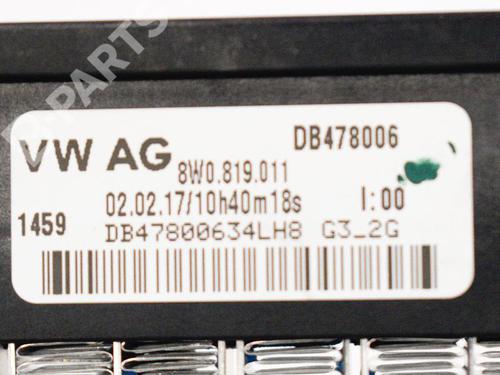 B-PARTS
DB478006
VW AG 8W0.819.011
02.02.17/10h40m18s I:00
1459
DB47800634LH8 G3_2G